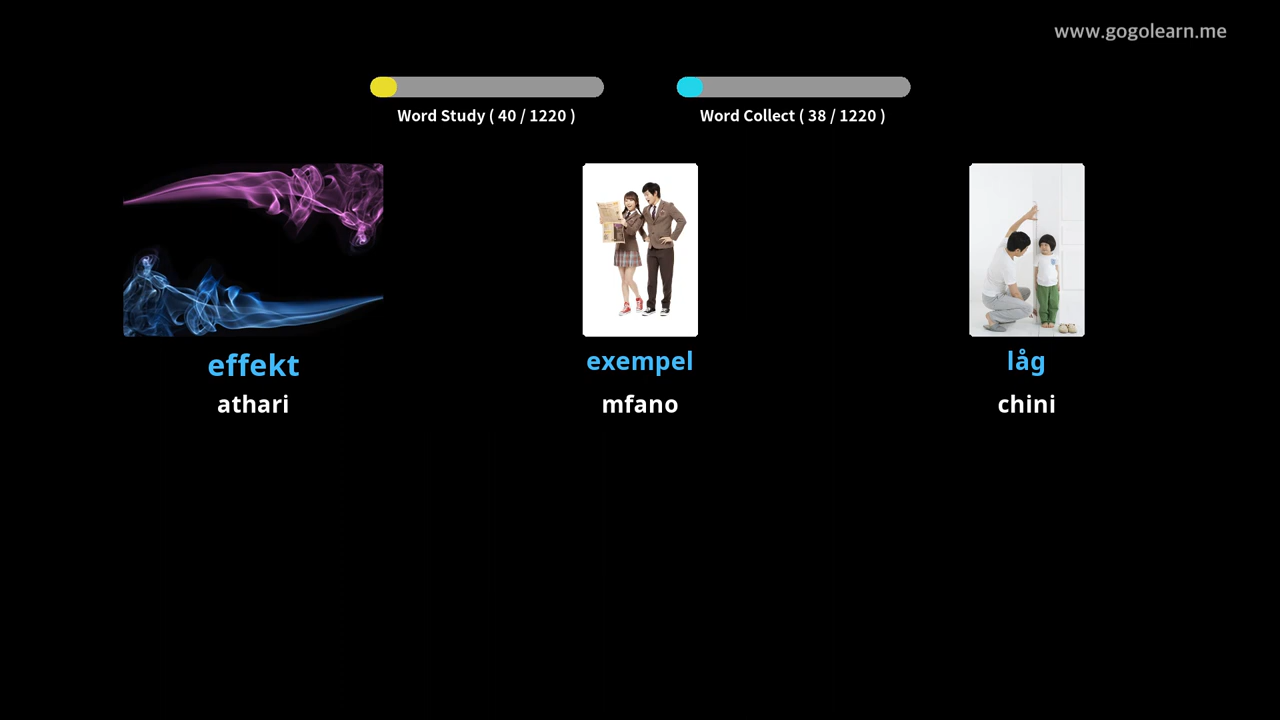 www.gogolearn.me
Word Study ( 40 / 1220 )
Word Collect ( 38 / 1220 )
effekt
exempel
låg
athari
mfano
chini